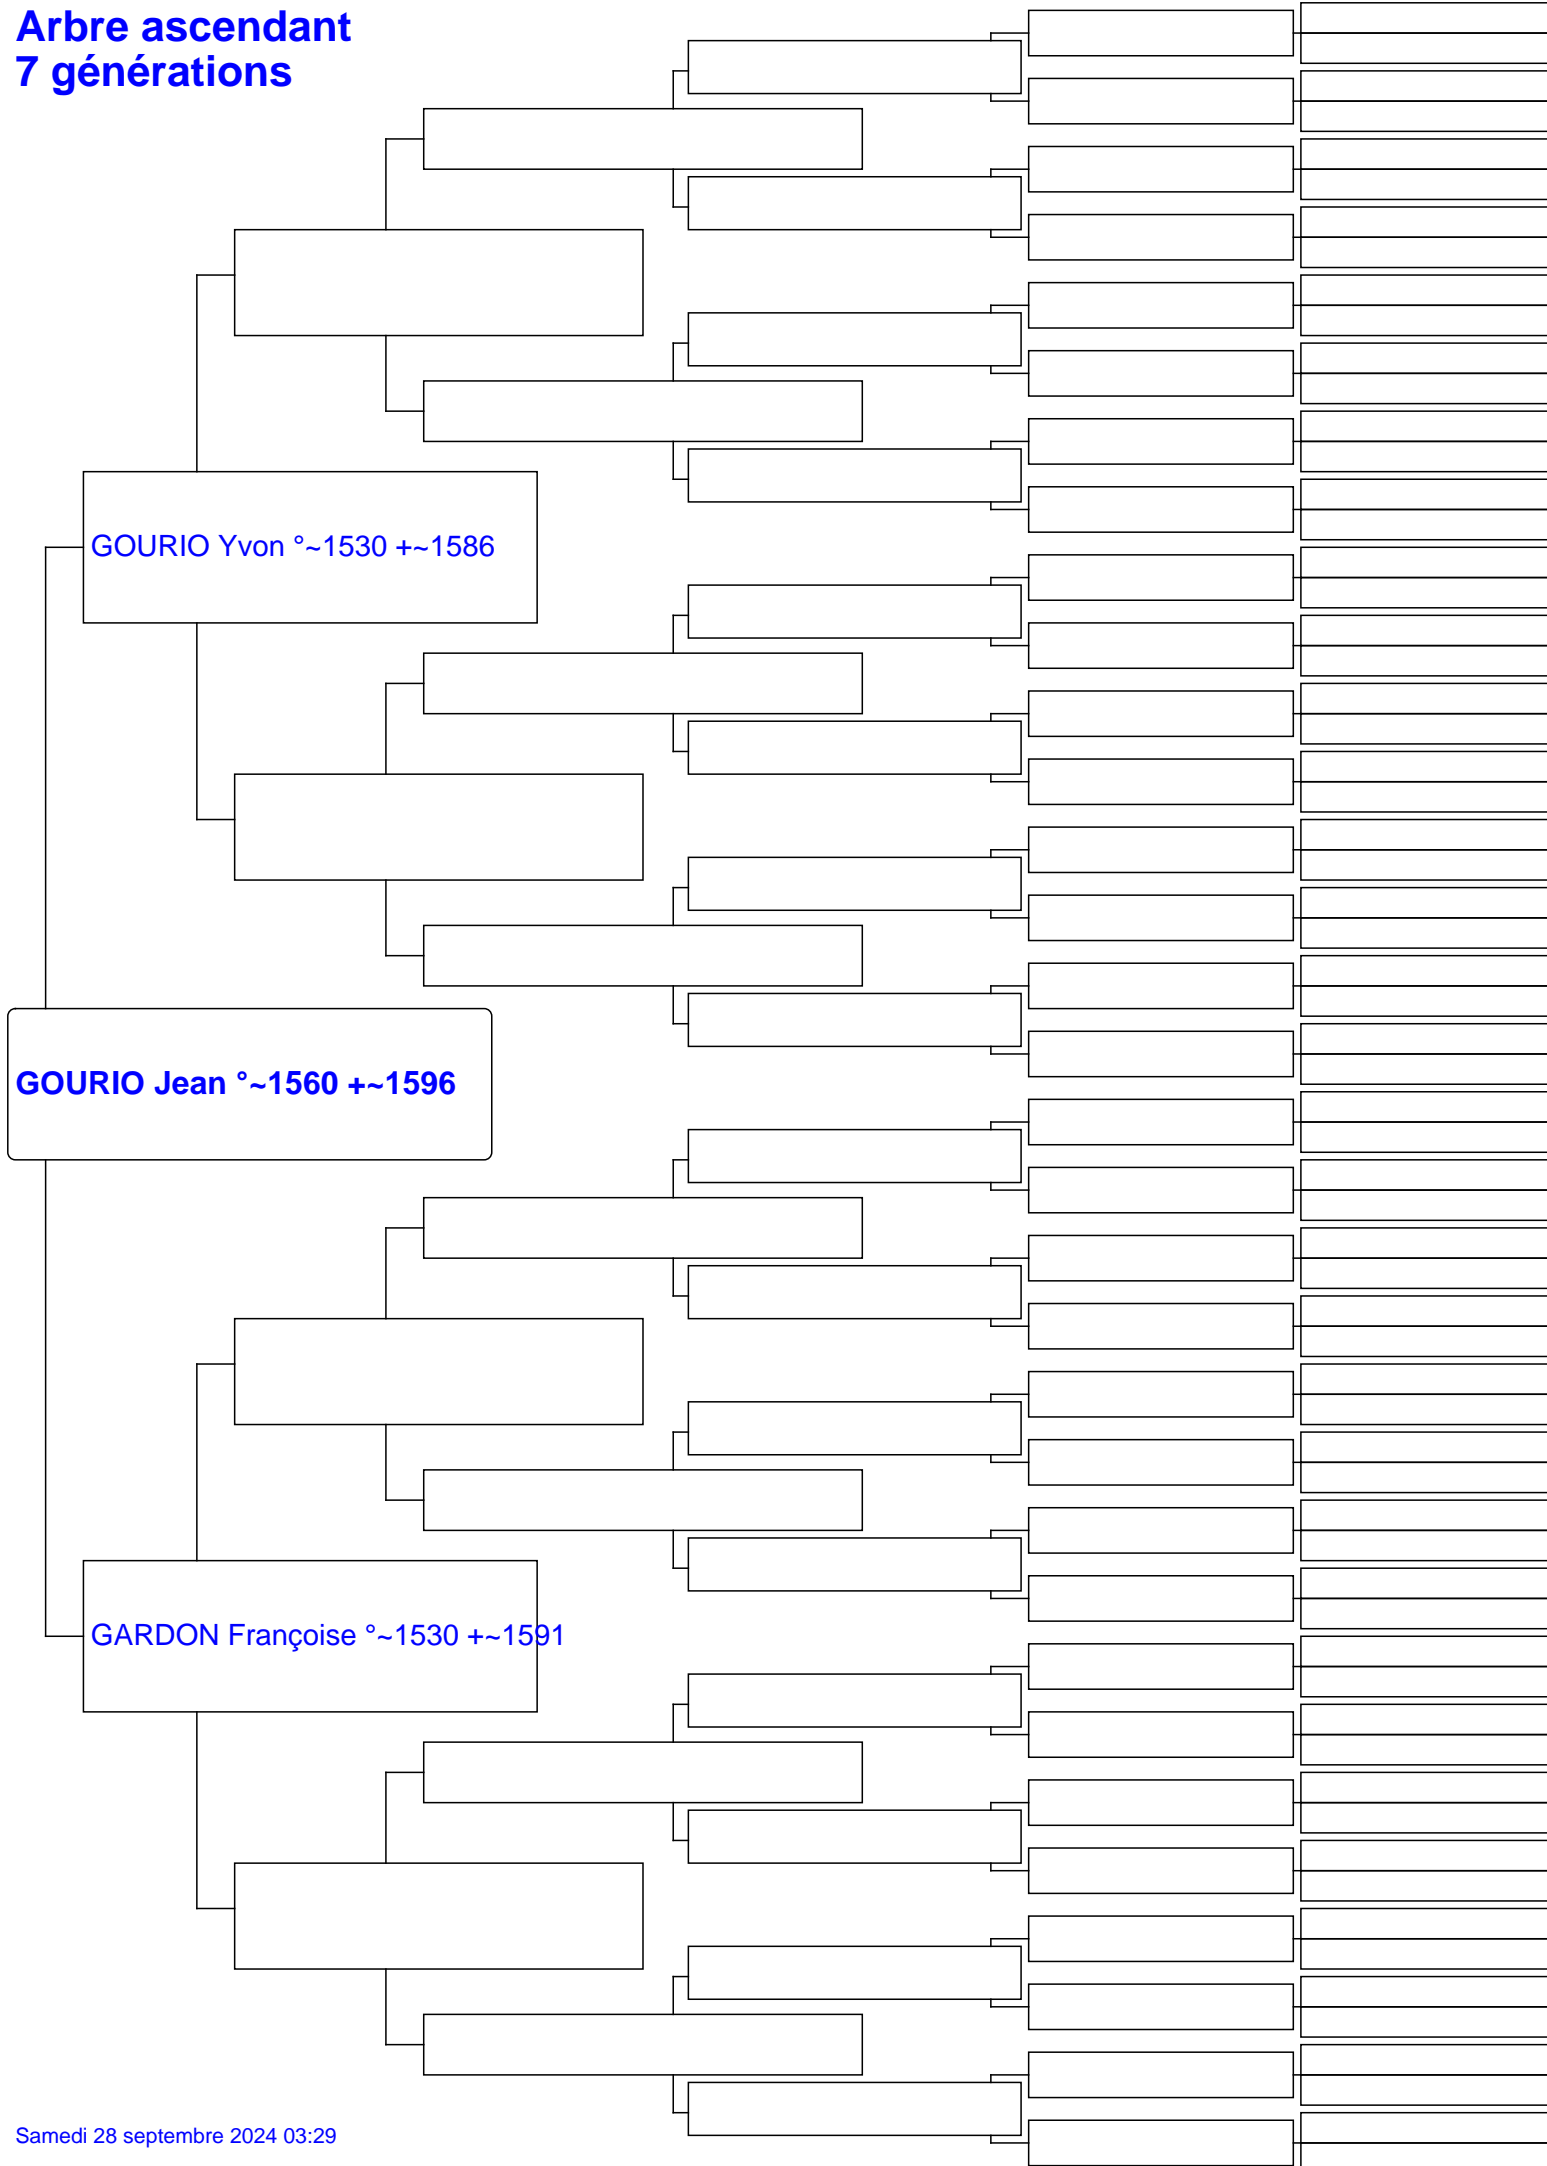 Arbre ascendant
7 générations
GOURIO Yvon °~1530 +~1586
GOURIO Jean °~1560 +~1596
GARDON Françoise °~1530 +~1591
Samedi 28 septembre 2024 03:29